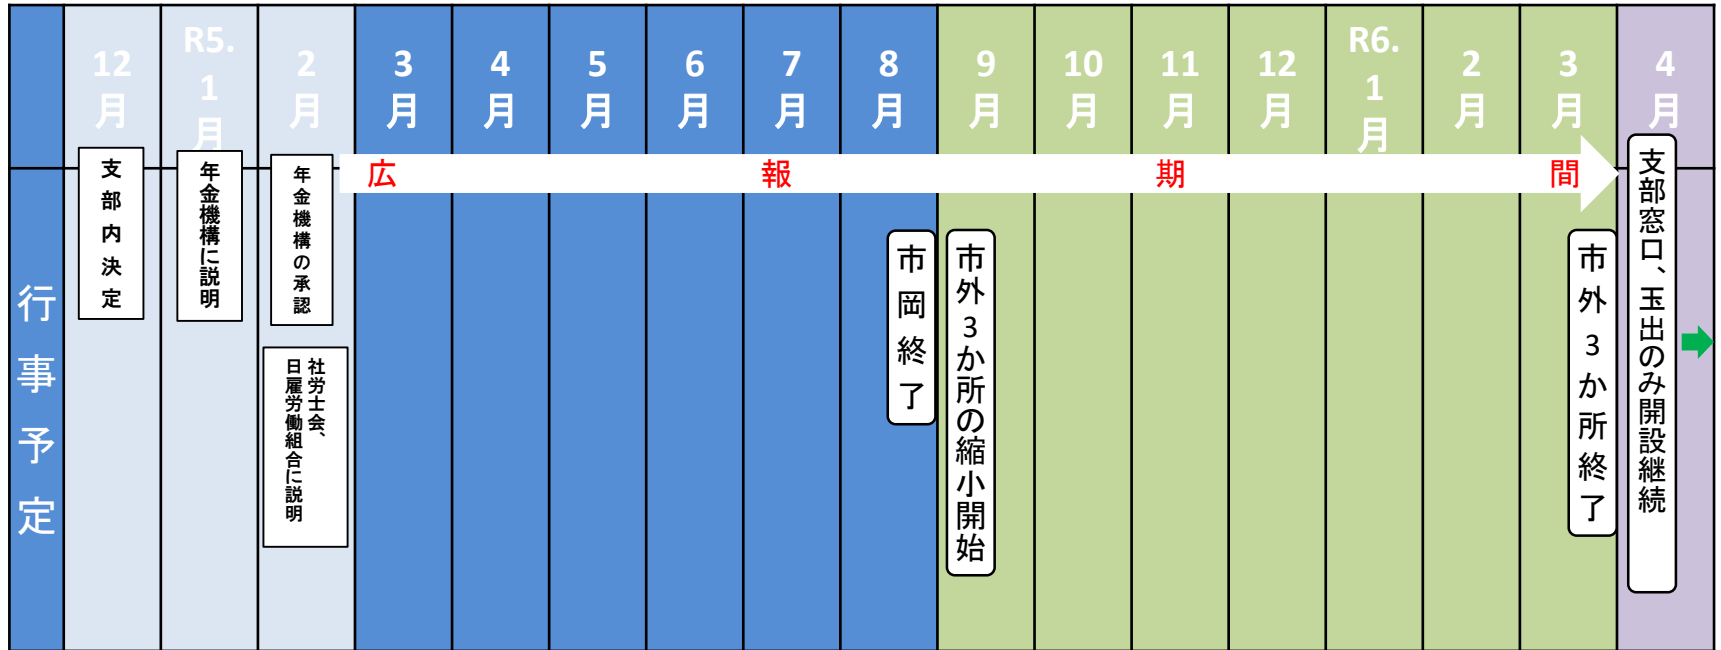 12月
R5.
1月
2月
3月
4月
5月
6月
7月
8月
9月
10月
11月
12月
R6.
1月
2月
3月
4月
行事予定
広報期間
支部内決定
年金機構に説明
年金機構の承認
社労士会、
日雇労働組合に説明
市岡終了
市外3か所の縮小開始
市外3か所終了
支部窓口、玉出のみ開設継続